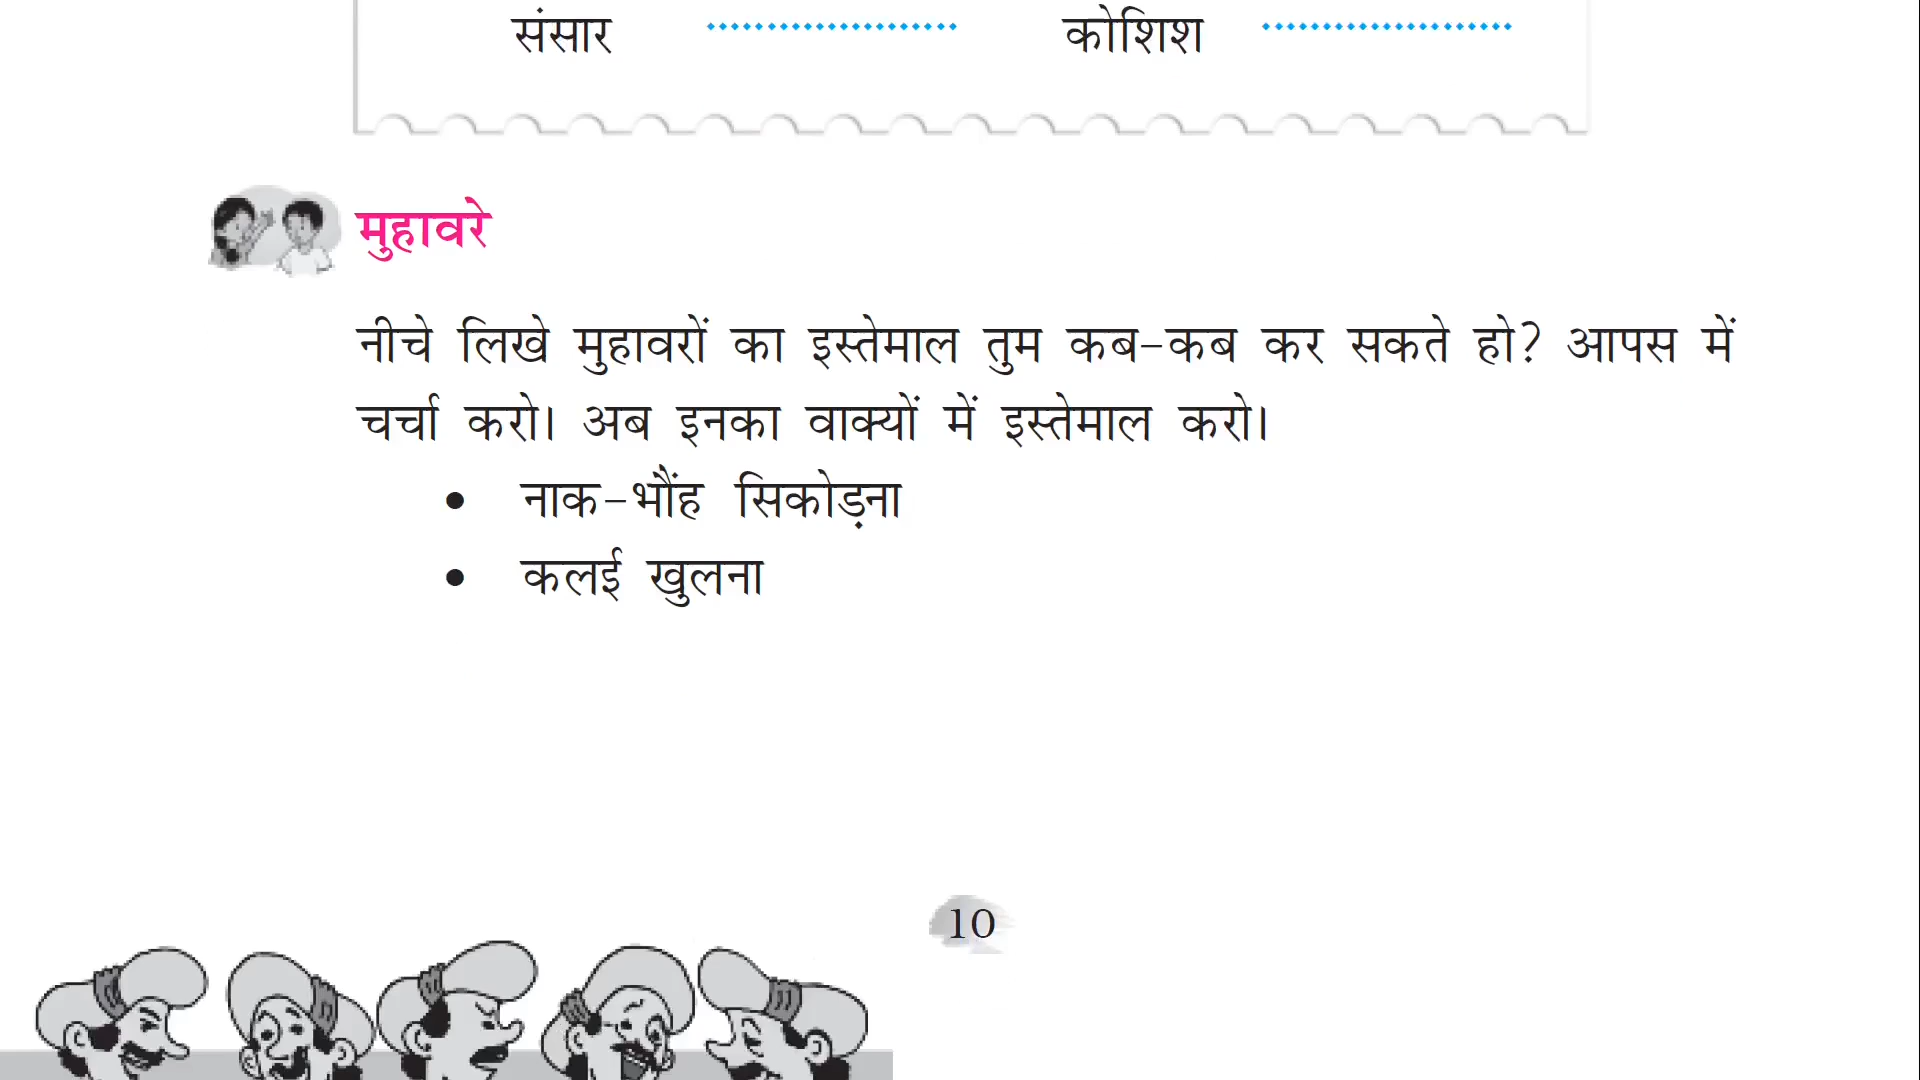 संसार ..................... कोशिश .....................
मुहावरे
नीचे लिखे मुहावरों का इस्तेमाल तुम कब-कब कर सकते हो? आपस में
चर्चा करो। अब इनका वाक्यों में इस्तेमाल करो।
• नाक-भौंह सिकोड़ना
• कलई खुलना
10